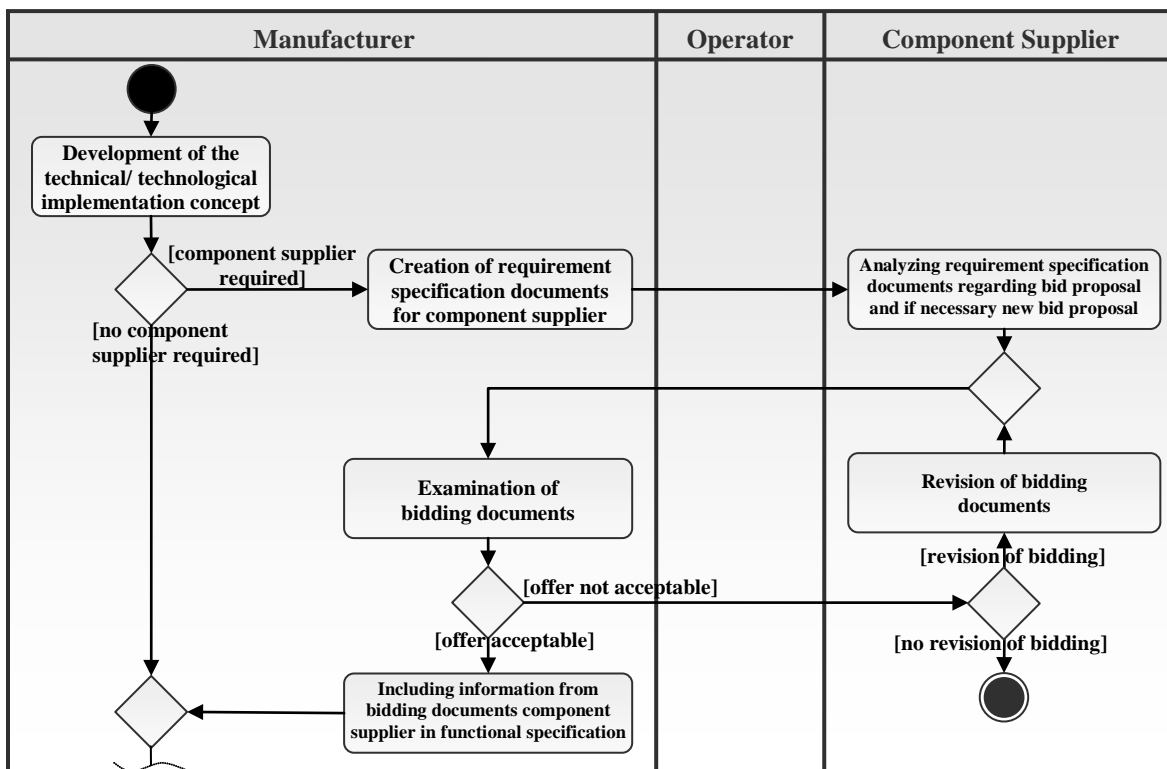 Manufacturer
Operator
Component Supplier
Development of the
technical/ technological
implementation concept
[component supplier
required]
Creation of requirement
specification documents
for component supplier
Analyzing requirement specification
documents regarding bid proposal
and if necessary new bid proposal
[no component
supplier required]
Examination of
bidding documents
Revision of bidding
documents
[revision of bidding]
[offer not acceptable]
[offer acceptable]
[no revision of bidding]
Including information from
bidding documents component
supplier in functional specification